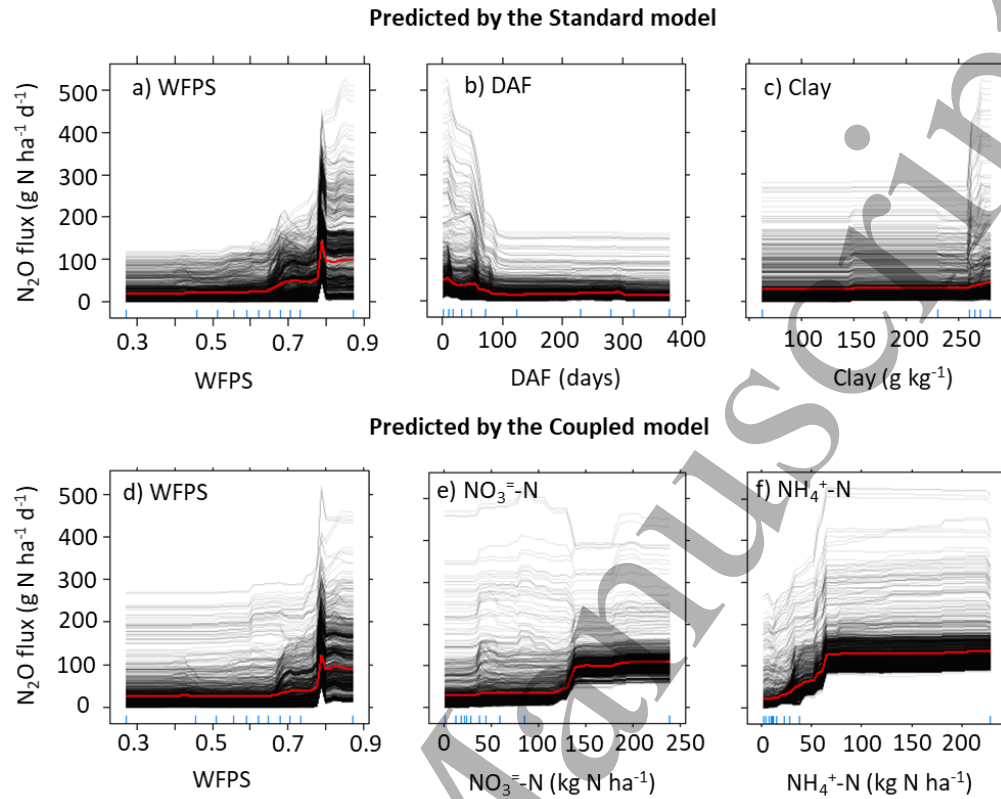 Predicted by the Standard model
a) WFPS
b) DAF
c) Clay
N₂O flux (g N ha⁻¹ d⁻¹)
500
400
300
200
100
0
0.3 0.5 0.7 0.9
0 100 200 300 400
100 150 200 250
WFPS
DAF (days)
Clay (g kg⁻¹)
Predicted by the Coupled model
d) WFPS
e) NO₃⁼-N
f) NH₄⁺-N
N₂O flux (g N ha⁻¹ d⁻¹)
500
400
300
200
100
0
0.3 0.5 0.7 0.9
0 50 100 150 200 250
0 50 100 150 200
WFPS
NO₃⁼-N (kg N ha⁻¹)
NH₄⁺-N (kg N ha⁻¹)
Manuscrip